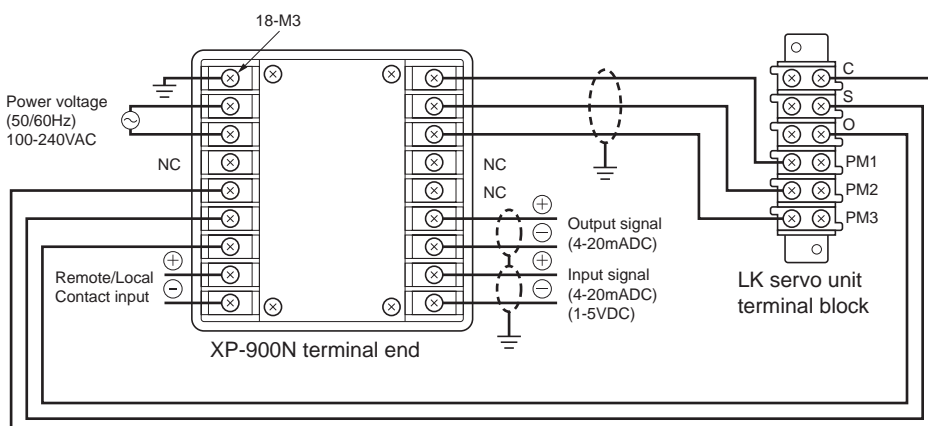 18-M3
Power voltage
(50/60Hz)
100-240VAC
NC
NC
NC
Output signal
(4-20mADC)
Remote/Local
Contact input
Input signal
(4-20mADC)
(1-5VDC)
XP-900N terminal end
C
S
O
PM1
PM2
PM3
LK servo unit
terminal block